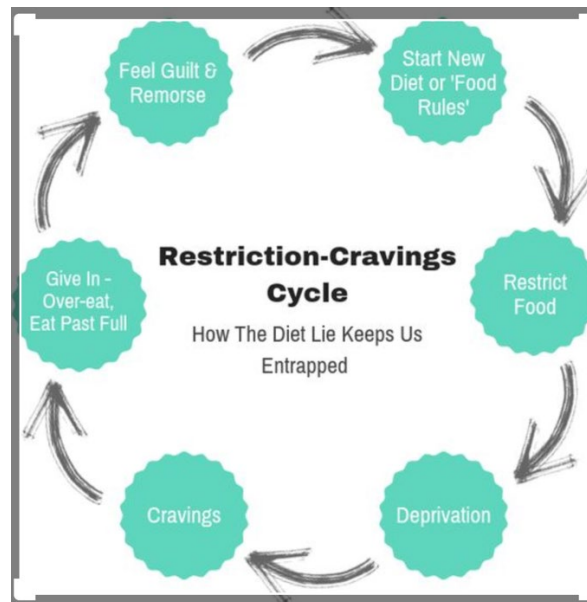 Feel Guilt &
Remorse
Start New
Diet or 'Food
Rules'
Restriction-Cravings
Cycle
How The Diet Lie Keeps Us
Entrapped
Restrict
Food
Deprivation
Cravings
Give In -
Over-eat,
Eat Past Full